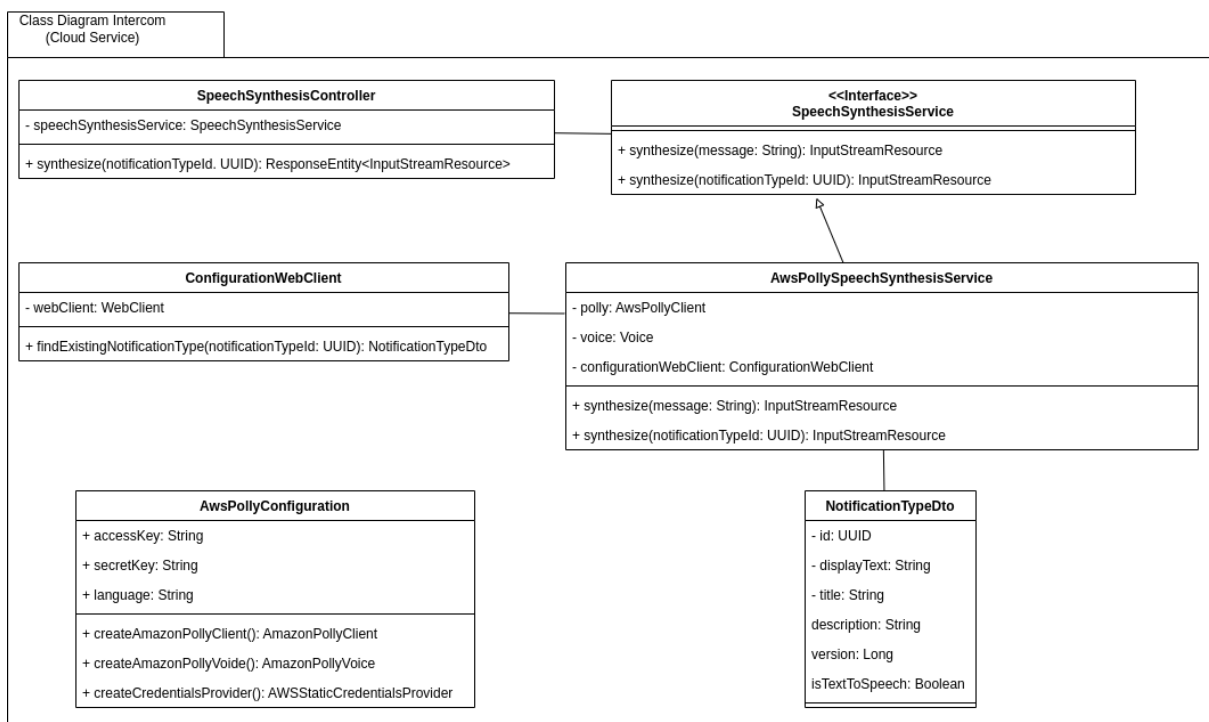 Class Diagram Intercom
(Cloud Service)
SpeechSynthesisController
- speechSynthesisService: SpeechSynthesisService
+ synthesize(notificationTypeId. UUID): ResponseEntity<InputStreamResource>
<<Interface>>
SpeechSynthesisService
+ synthesize(message: String): InputStreamResource
+ synthesize(notificationTypeId: UUID): InputStreamResource
ConfigurationWebClient
- webClient: WebClient
+ findExistingNotificationType(notificationTypeId: UUID): NotificationTypeDto
AwsPollySpeechSynthesisService
- polly: AwsPollyClient
- voice: Voice
- configurationWebClient: ConfigurationWebClient
+ synthesize(message: String): InputStreamResource
+ synthesize(notificationTypeId: UUID): InputStreamResource
AwsPollyConfiguration
+ accessKey: String
+ secretKey: String
+ language: String
+ createAmazonPollyClient(): AmazonPollyClient
+ createAmazonPollyVoide(): AmazonPollyVoice
+ createCredentialsProvider(): AWSStaticCredentialsProvider
NotificationTypeDto
- id: UUID
- displayText: String
- title: String
description: String
version: Long
isTextToSpeech: Boolean